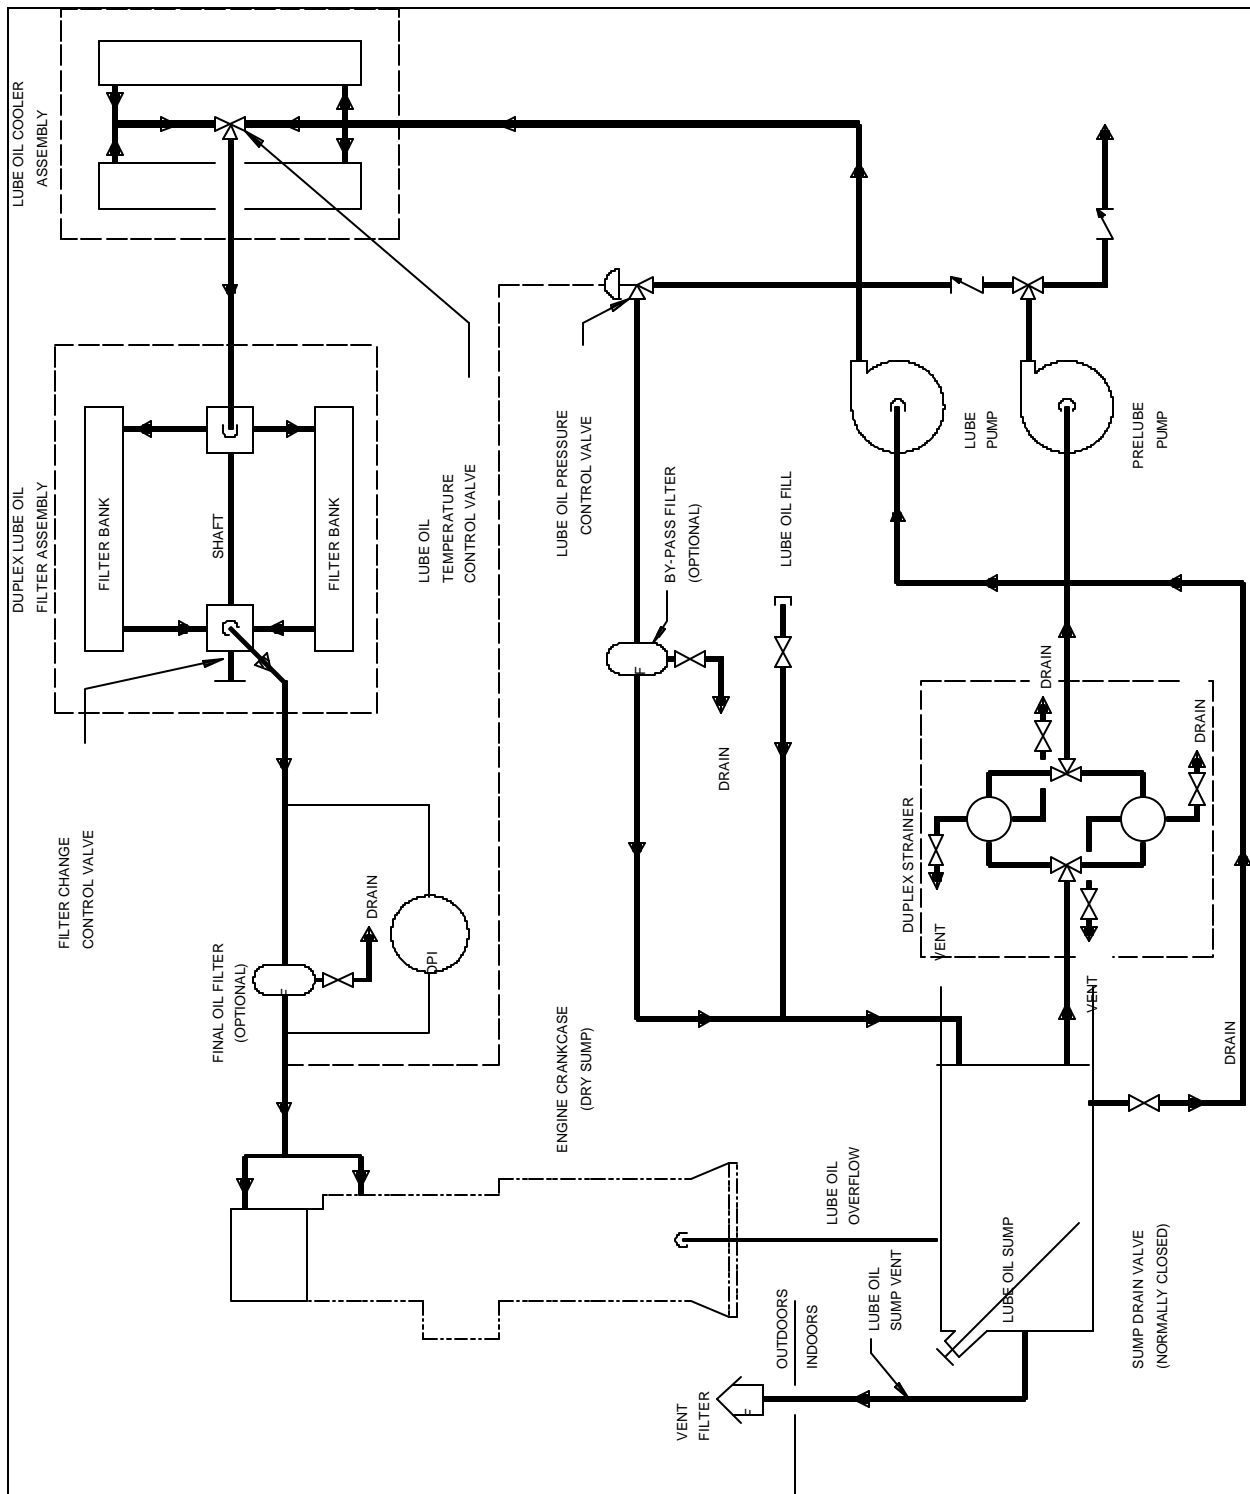 LUBE OIL COOLER
ASSEMBLY
DUPLEX LUBE OIL
FILTER ASSEMBLY
FILTER BANK
SHAFT
FILTER BANK
LUBE OIL
TEMPERATURE
CONTROL VALVE
LUBE OIL PRESSURE
CONTROL VALVE
BY-PASS FILTER
(OPTIONAL)
LUBE OIL FILL
LUBE
PUMP
PRELUBE
PUMP
F
DRAIN
DRAIN
DRAIN
DUPLEX STRAINER
VENT
VENT
DRAIN
FILTER CHANGE
CONTROL VALVE
FINAL OIL FILTER
(OPTIONAL)
F
DRAIN
DPI
ENGINE CRANKCASE
(DRY SUMP)
LUBE OIL
OVERFLOW
LUBE OIL
SUMP VENT
LUBE OIL SUMP
SUMP DRAIN VALVE
(NORMALLY CLOSED)
OUTDOORS
INDOORS
VENT
FILTER
F